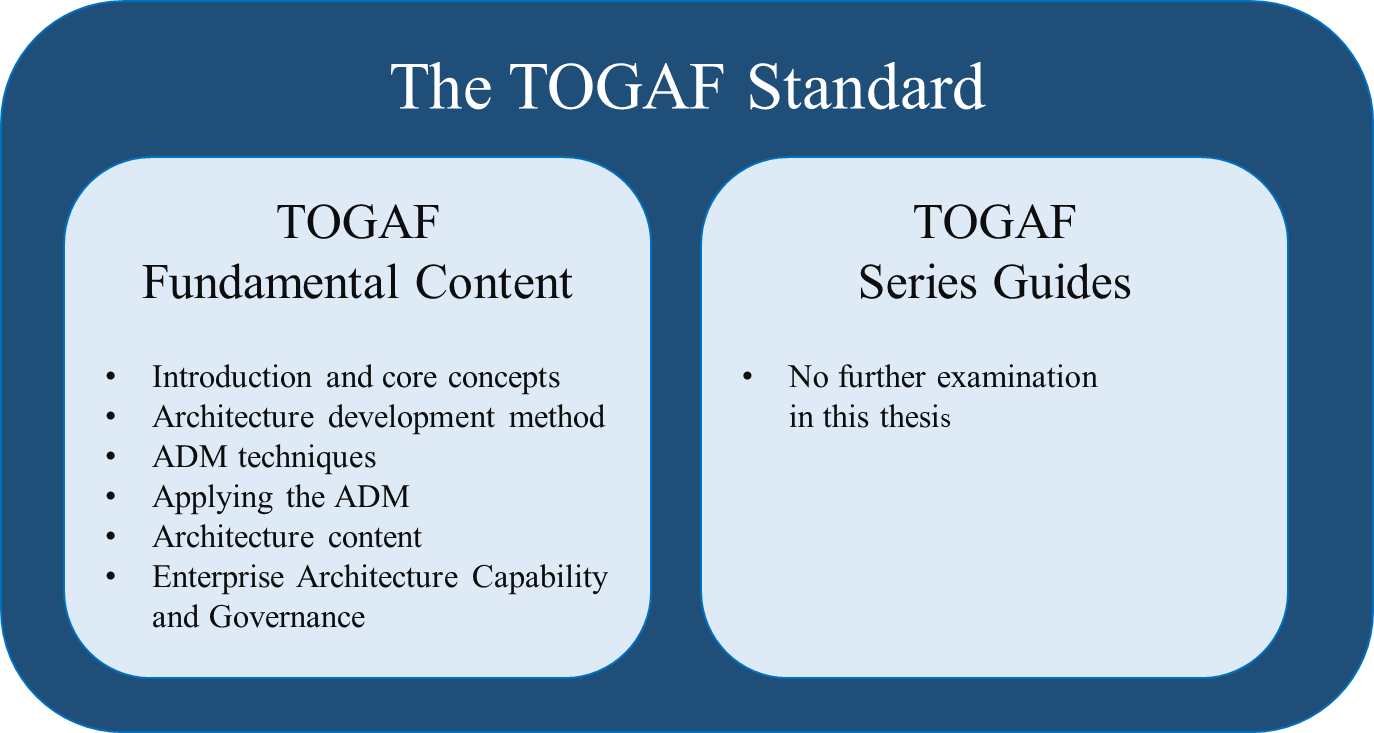 The TOGAF Standard
TOGAF
Fundamental Content
• Introduction and core concepts
• Architecture development method
• ADM techniques
• Applying the ADM
• Architecture content
• Enterprise Architecture Capability
and Governance
TOGAF
Series Guides
• No further examination
in this thesis